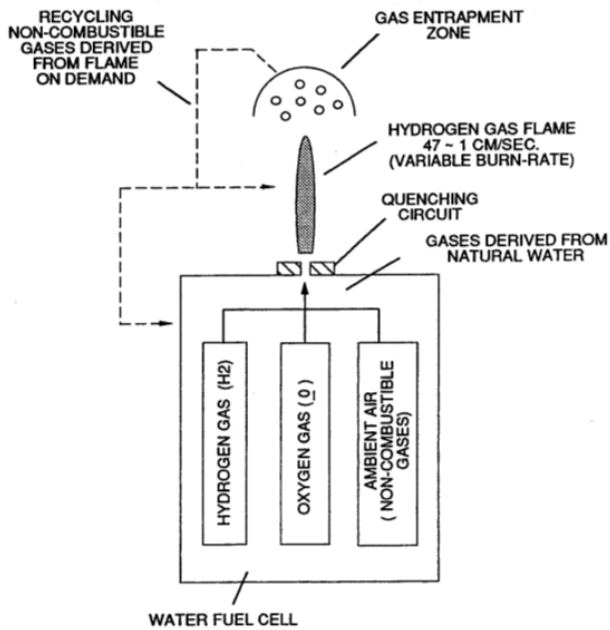 RECYCLING
NON-COMBUSTIBLE
GASES DERIVED
FROM FLAME
ON DEMAND
GAS ENTRAPMENT
ZONE
HYDROGEN GAS FLAME
47 ~ 1 CM/SEC.
(VARIABLE BURN-RATE)
QUENCHING
CIRCUIT
GASES DERIVED FROM
NATURAL WATER
HYDROGEN GAS (H2)
OXYGEN GAS (O)
AMBIENT AIR
( NON-COMBUSTIBLE
GASES)
WATER FUEL CELL